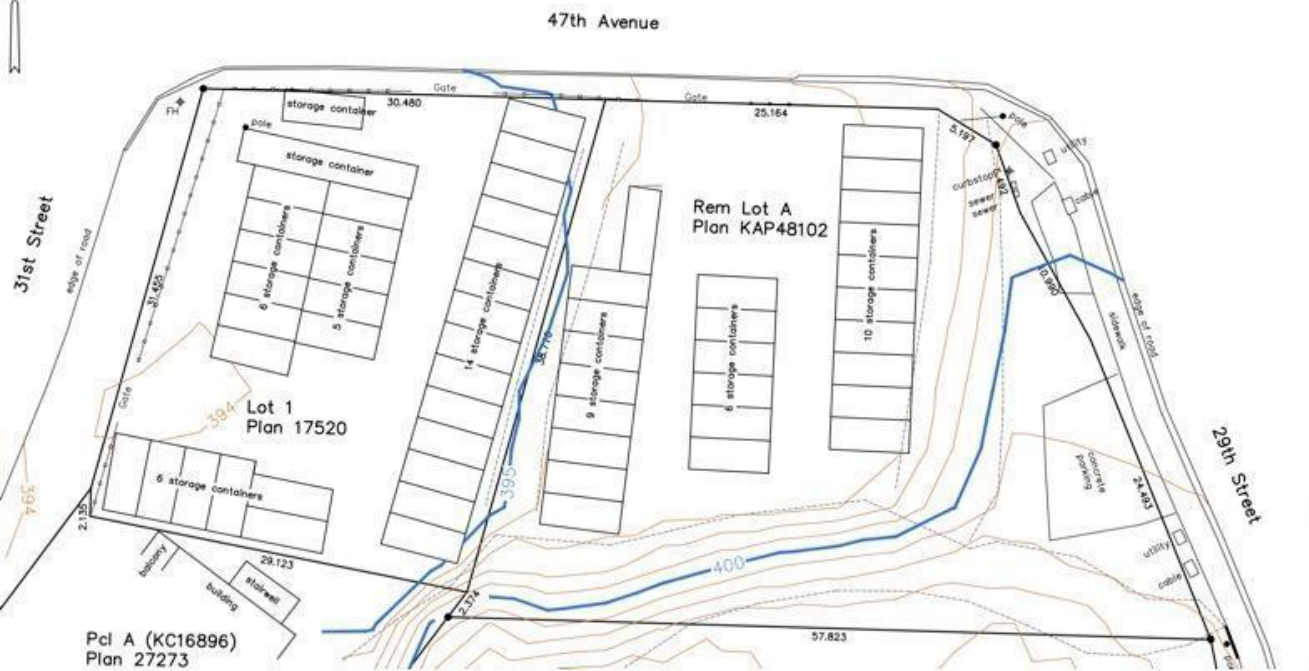 47th Avenue
FH
storage container
30.480
Gate
Gate
25.164
5.197
pole
utility
cable
pole
storage container
curbstop
sewer
sewer
31st Street
edge of road
31.455
6 storage containers
5 storage containers
14 storage containers
38.770
Rem Lot A
Plan KAP48102
9 storage containers
6 storage containers
10 storage containers
10.990
sidewalk
edge of road
29th Street
Gate
394
Lot 1
Plan 17520
394
6 storage containers
395
concrete
parking
24.493
2.135
29.123
balcony
building
stairwell
400
utility
cable
2.374
57.823
Pcl A (KC16896)
Plan 27273